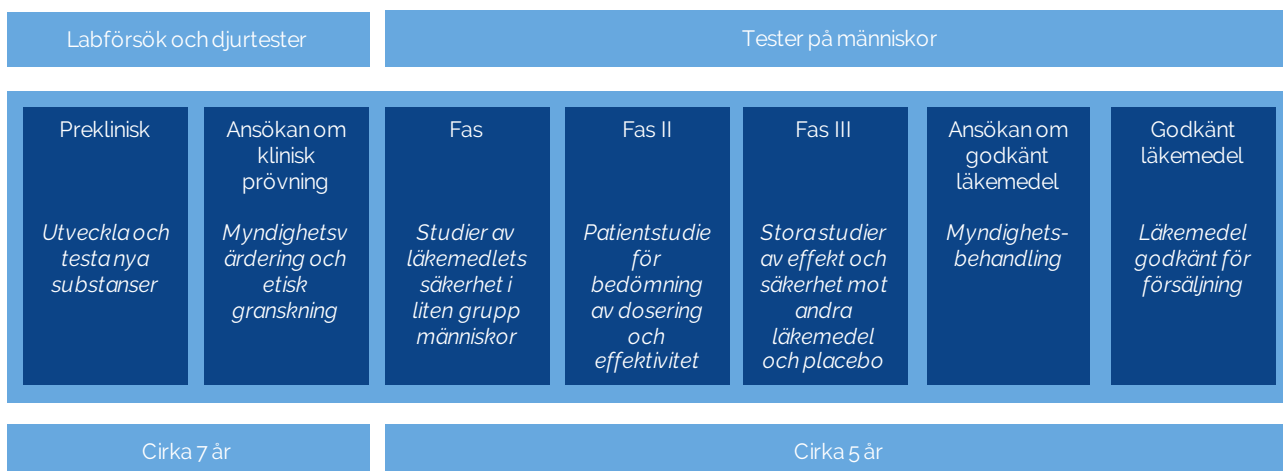 Labförsök och djurtester
Tester på människor
Preklinisk
Utveckla och
testa nya
substanser
Ansökan om
klinisk
prövning
Myndighetsv
ärdering och
etisk
granskning
Fas
Studier av
läkemedlets
säkerhet i
liten grupp
människor
Fas II
Patientstudie
för
bedömning
av dosering
och
effektivitet
Fas III
Stora studier
av effekt och
säkerhet mot
andra
läkemedel
och placebo
Ansökan om
godkänt
läkemedel
Myndighets-
behandling
Godkänt
läkemedel
Läkemedel
godkänt för
försäljning
Cirka 7 år
Cirka 5 år